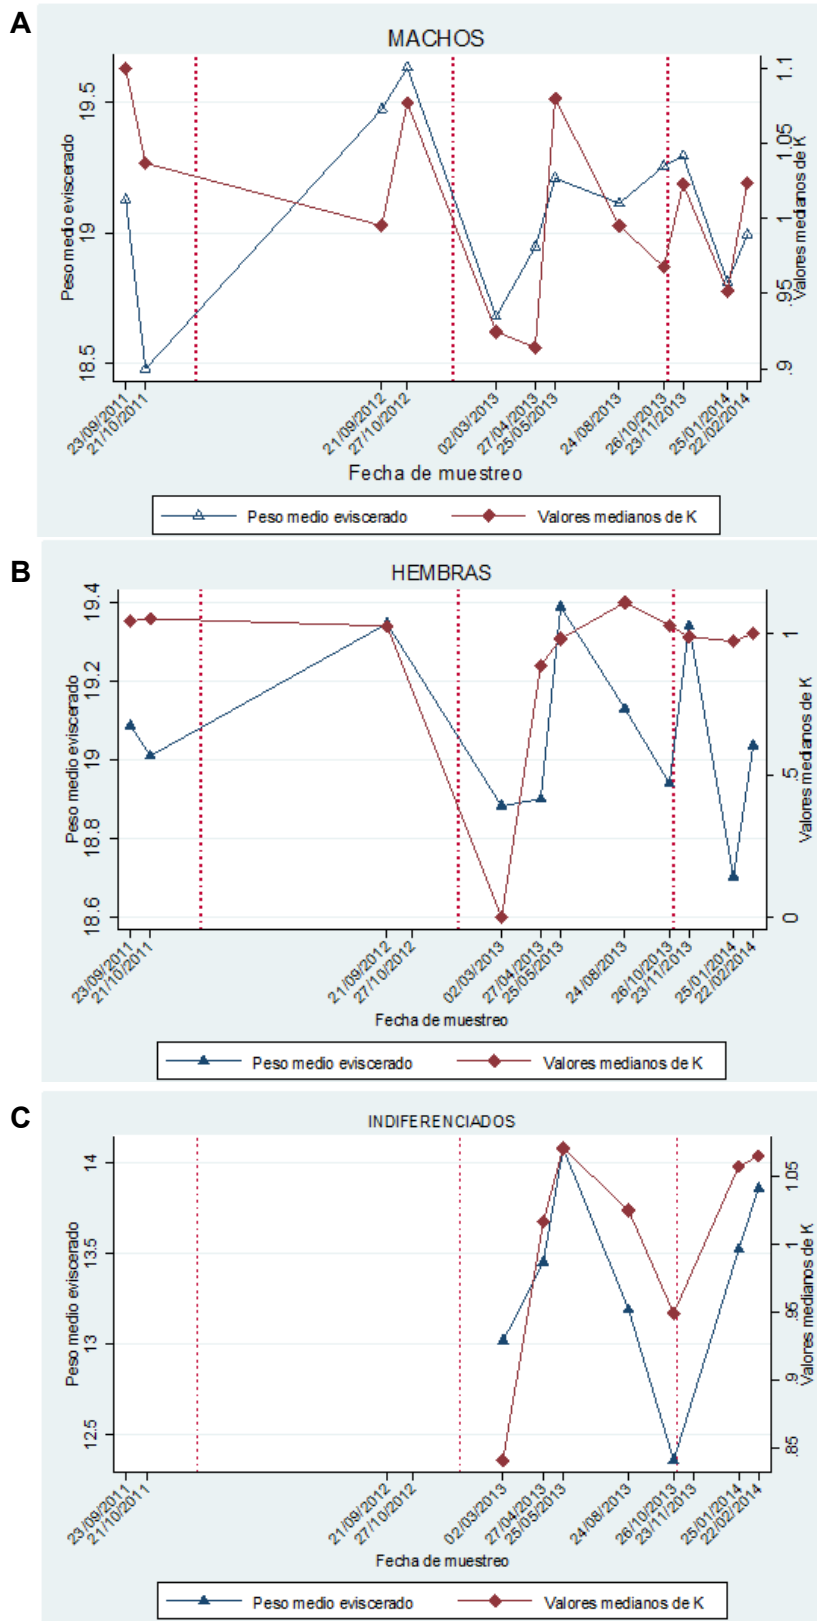 A
MACHOS
Peso medio eviscerado
18.5 19 19.5
.9 .95 1 1.05 1.1
Valores medianos de K
23/09/2011 21/10/2011 21/09/2012 27/10/2012 02/03/2013 27/04/2013 25/05/2013 24/08/2013 26/10/2013 23/11/2013 25/01/2014 22/02/2014
Fecha de muestreo
Peso medio eviscerado Valores medianos de K
B
HEMBRAS
Peso medio eviscerado
18.6 18.8 19 19.2 19.4
0 .5 1
Valores medianos de K
23/09/2011 21/10/2011 21/09/2012 27/10/2012 02/03/2013 27/04/2013 25/05/2013 24/08/2013 26/10/2013 23/11/2013 25/01/2014 22/02/2014
Fecha de muestreo
Peso medio eviscerado Valores medianos de K
C
INDIFERENCIADOS
Peso medio eviscerado
12.5 13 13.5 14
.85 .9 .95 1 1.05
Valores medianos de K
23/09/2011 21/10/2011 21/09/2012 27/10/2012 02/03/2013 27/04/2013 25/05/2013 24/08/2013 26/10/2013 23/11/2013 25/01/2014 22/02/2014
Fecha de muestreo
Peso medio eviscerado Valores medianos de K